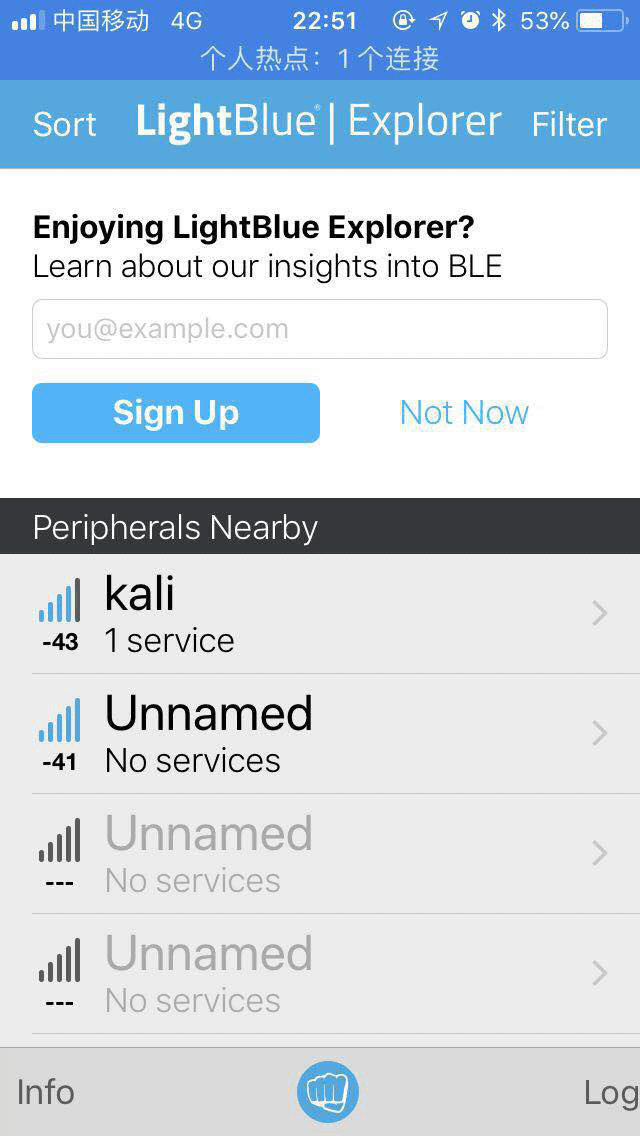 中国移动 4G 22:51 53%
个人热点：1 个连接
Sort LightBlue® | Explorer Filter
Enjoying LightBlue Explorer?
Learn about our insights into BLE
you@example.com
Sign Up Not Now
Peripherals Nearby
kali
-43 1 service
Unnamed
-41 No services
Unnamed
--- No services
Unnamed
--- No services
Info Log